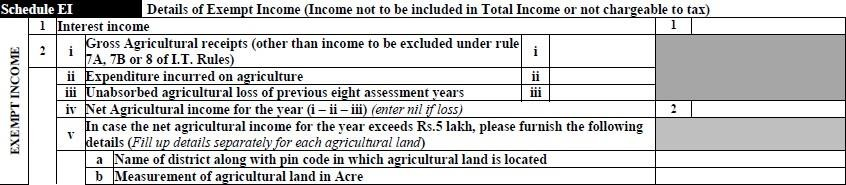 Schedule EI Details of Exempt Income (Income not to be included in Total Income or not chargeable to tax)
EXEMPT INCOME
1 Interest income 1
2 i Gross Agricultural receipts (other than income to be excluded under rule i
7A, 7B or 8 of I.T. Rules)
ii Expenditure incurred on agriculture ii
iii Unabsorbed agricultural loss of previous eight assessment years iii
iv Net Agricultural income for the year (i – ii – iii) (enter nil if loss) 2
v In case the net agricultural income for the year exceeds Rs.5 lakh, please furnish the following
details (Fill up details separately for each agricultural land)
a Name of district along with pin code in which agricultural land is located
b Measurement of agricultural land in Acre